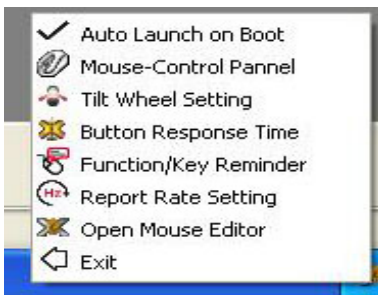 Auto Launch on Boot
Mouse-Control Pannel
Tilt Wheel Setting
Button Response Time
Function/Key Reminder
Hz Report Rate Setting
Open Mouse Editor
Exit